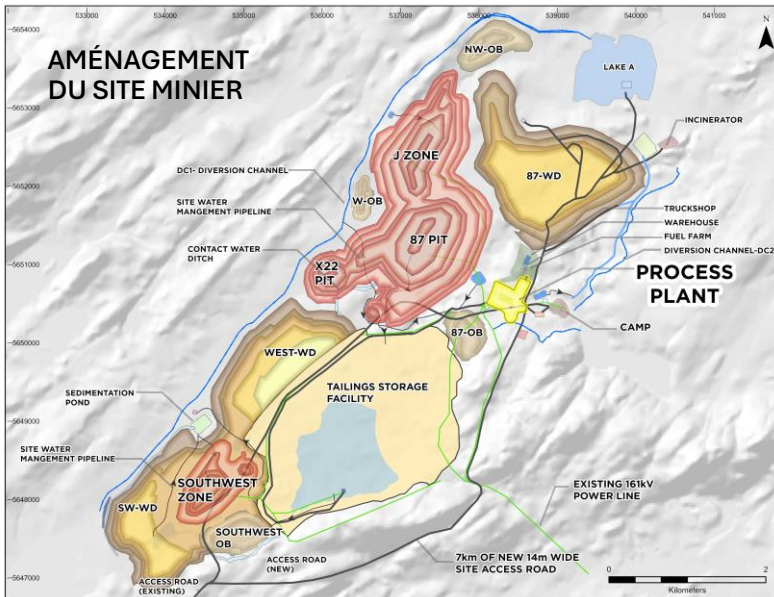 533000
534000
535000
536000
537000
538000
539000
540000
541000
N
5654000
5653000
5652000
5651000
5650000
5649000
5648000
5647000
AMÉNAGEMENT
DU SITE MINIER
NW-OB
LAKE A
INCINERATOR
J ZONE
87-WD
DC1- DIVERSION CHANNEL
W-OB
SITE WATER
MANGEMENT PIPELINE
87 PIT
CONTACT WATER
DITCH
X22
PIT
TRUCKSHOP
WAREHOUSE
FUEL FARM
DIVERSION CHANNEL-DC2
PROCESS
PLANT
CAMP
87-OB
WEST-WD
TAILINGS STORAGE
FACILITY
SEDIMENTATION
POND
SITE WATER
MANGEMENT PIPELINE
SOUTHWEST
ZONE
SW-WD
SOUTHWEST
OB
EXISTING 161kV
POWER LINE
ACCESS ROAD
(NEW)
7km OF NEW 14m WIDE
SITE ACCESS ROAD
ACCESS ROAD
(EXISTING)
0
2
Kilometers